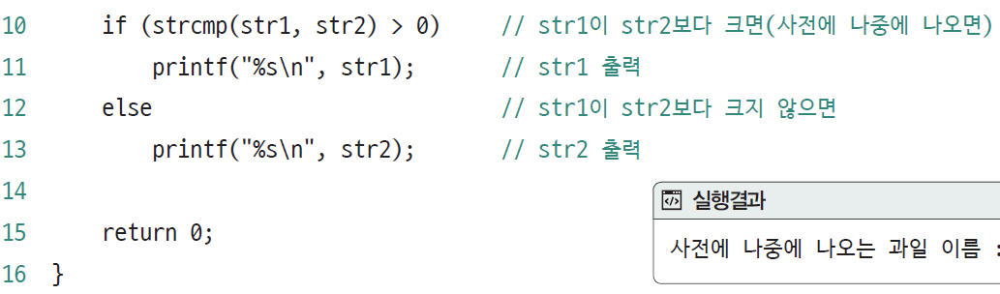 10 if (strcmp(str1, str2) > 0) // str1이 str2보다 크면(사전에 나중에 나오면)
11 printf("%s\n", str1); // str1 출력
12 else // str1이 str2보다 크지 않으면
13 printf("%s\n", str2); // str2 출력
14
실행결과
15 return 0;
사전에 나중에 나오는 과일 이름 :
16 }